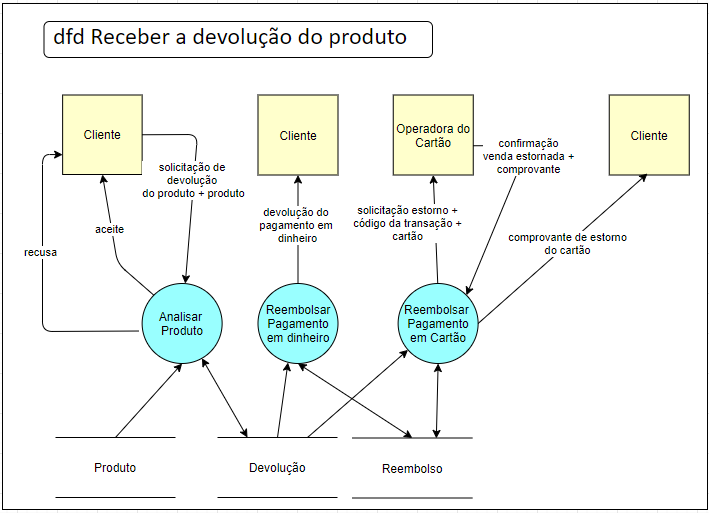 dfd Receber a devolução do produto
Cliente
Cliente
Operadora do
Cartão
Cliente
solicitação de
devolução
do produto + produto
confirmação
venda estornada +
comprovante
devolução do
pagamento em
dinheiro
solicitação estorno +
código da transação +
cartão
aceite
recusa
comprovante de estorno
do cartão
Analisar
Produto
Reembolsar
Pagamento
em dinheiro
Reembolsar
Pagamento
em Cartão
Produto
Devolução
Reembolso